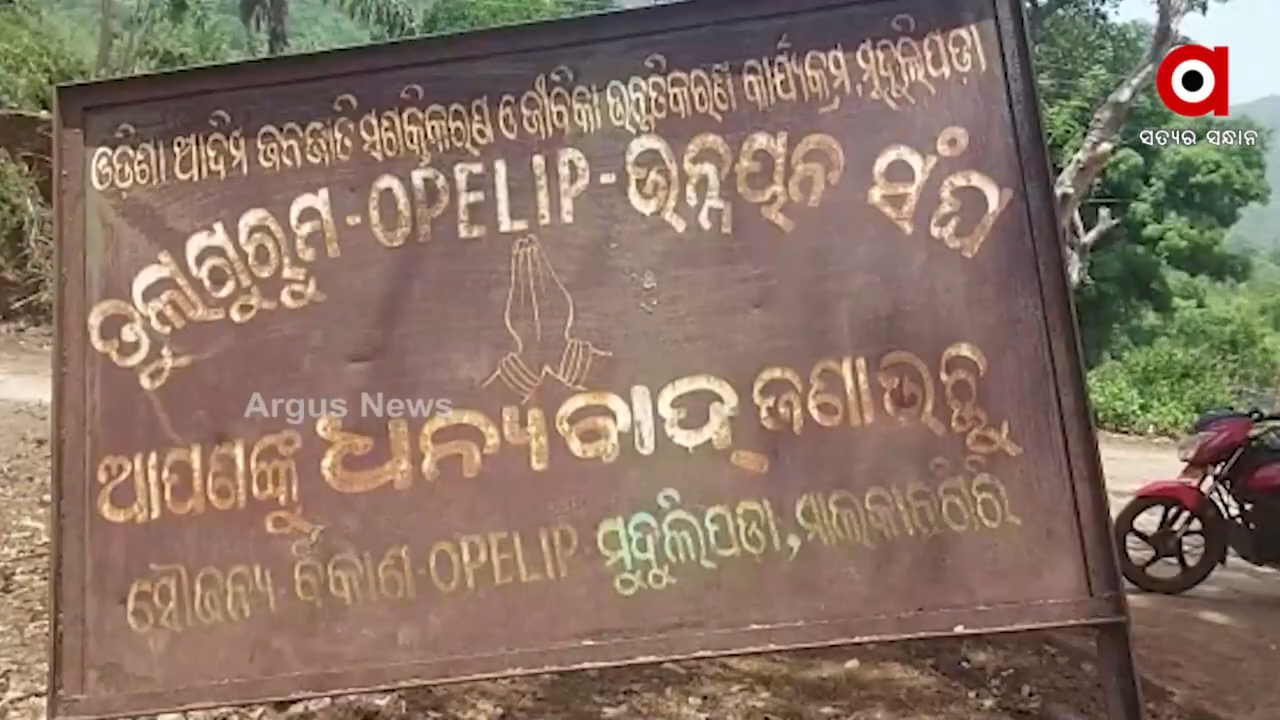 ଓଡ଼ିଶା ଆଦିମ ଜନଜାତି ସଶକ୍ତିକରଣ ଓ ଜୀବିକା ଉନ୍ନତିକରଣ କାର୍ଯ୍ୟକ୍ରମ, ମୁଦୁଲିପଡ଼ା
ତୁଲାଗୁରୁମ - OPELIP - ଉନ୍ନୟନ ସଂଘ
ଆପଣଙ୍କୁ ଧନ୍ୟବାଦ୍ ଜଣାଉଚ୍ଛୁ
ସୌଜନ୍ୟ - ବିକାଶ - OPELIP ମୁଦୁଲିପଡ଼ା, ମାଲକାନଗିରି
Argus News
ସତ୍ୟର ସନ୍ଧାନ